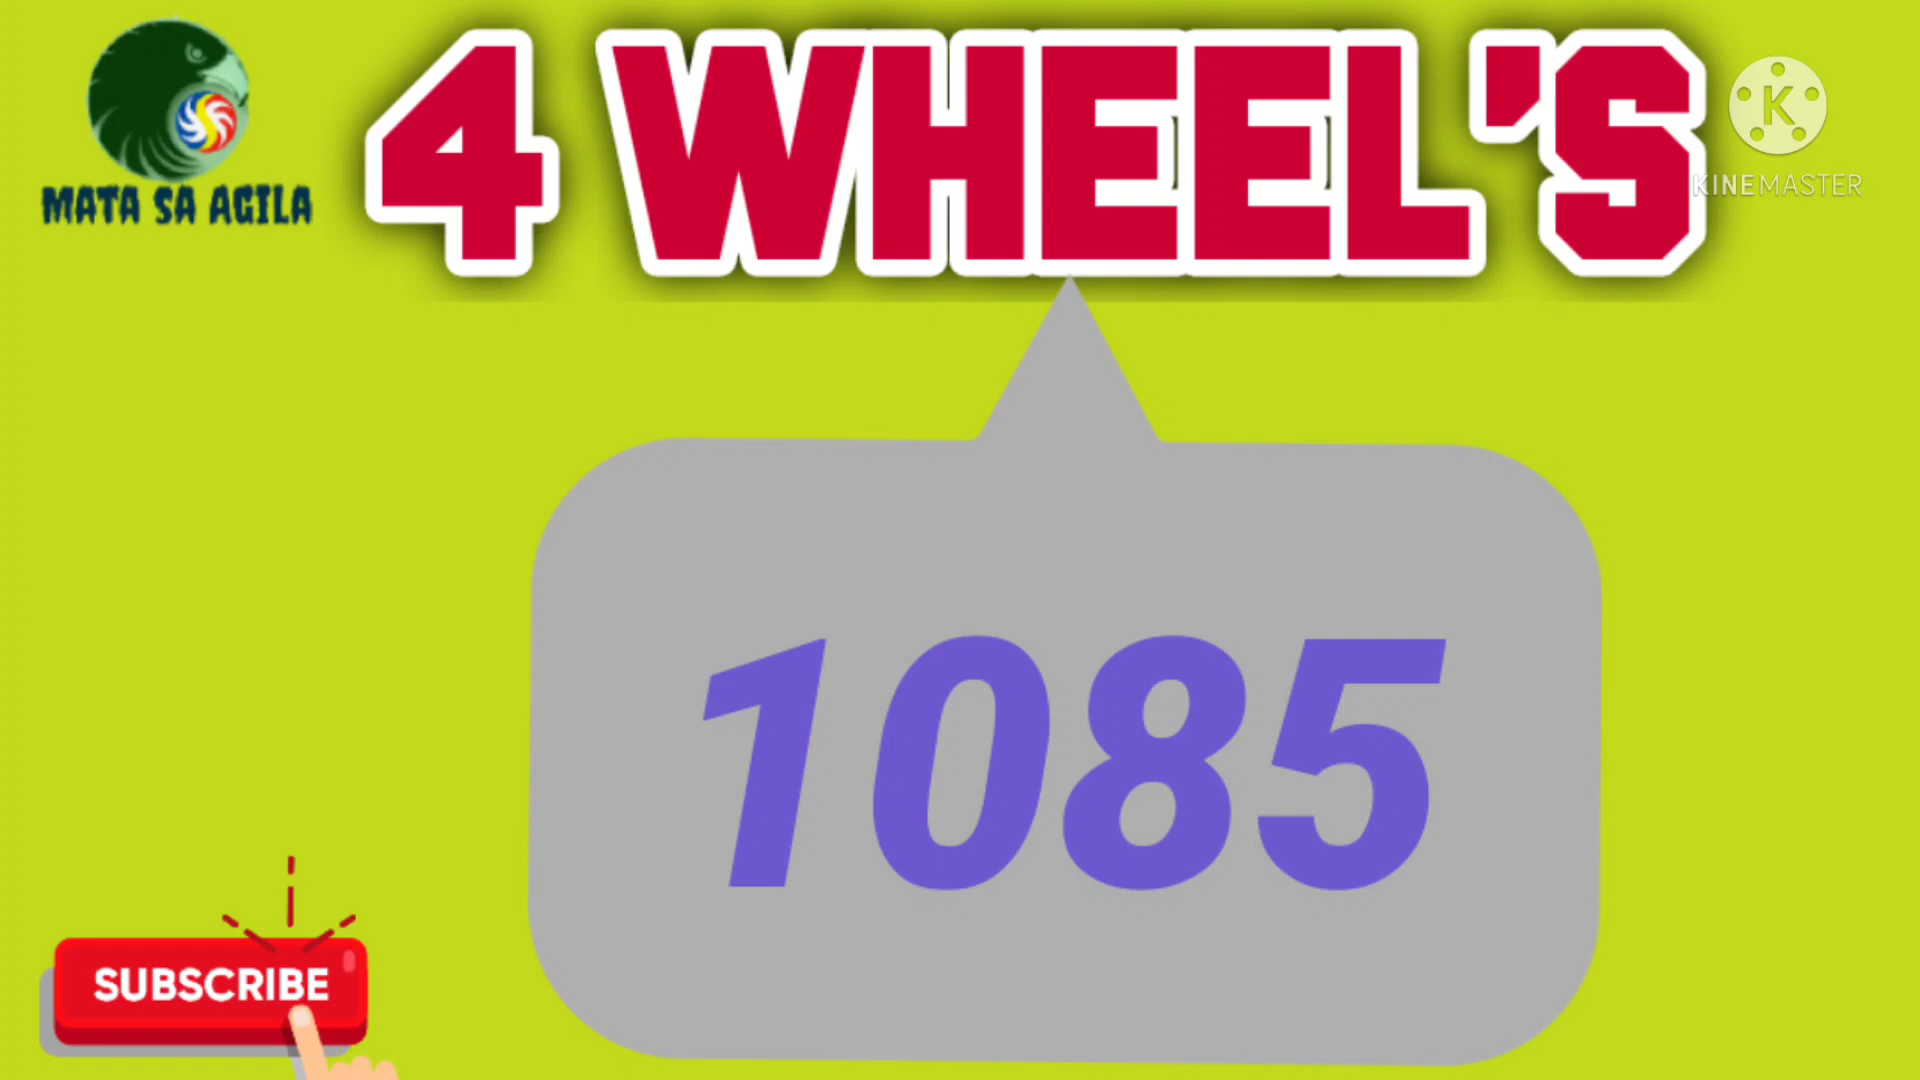 4 WHEEL'S
K
KINEMASTER
MATA SA AGILA
1085
SUBSCRIBE